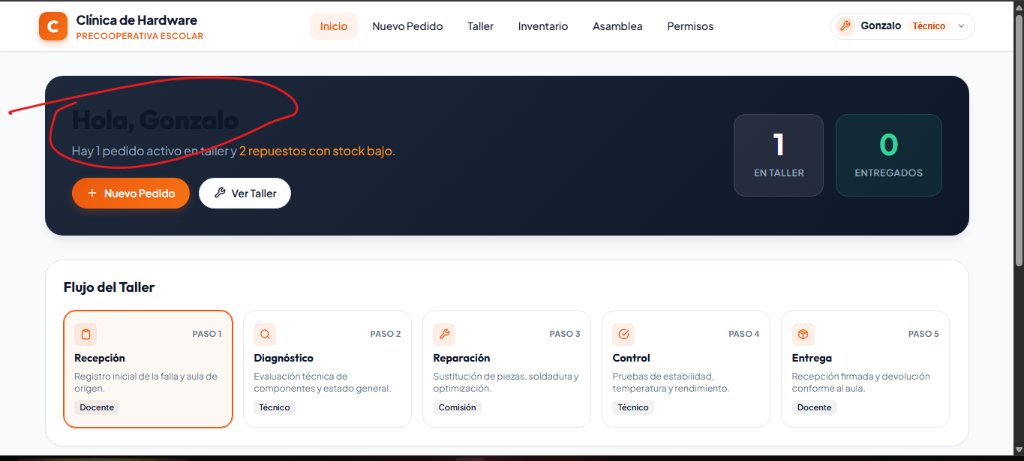 C
Clínica de Hardware
PRECOOPERATIVA ESCOLAR
Inicio
Nuevo Pedido
Taller
Inventario
Asamblea
Permisos
Gonzalo
Técnico
Hola, Gonzalo
Hay 1 pedido activo en taller y 2 repuestos con stock bajo.
+ Nuevo Pedido
Ver Taller
1
EN TALLER
0
ENTREGADOS
Flujo del Taller
PASO 1
Recepción
Registro inicial de la falla y aula de
origen.
Docente
PASO 2
Diagnóstico
Evaluación técnica de
componentes y estado general.
Técnico
PASO 3
Reparación
Sustitución de piezas, soldadura y
optimización.
Comisión
PASO 4
Control
Pruebas de estabilidad,
temperatura y rendimiento.
Técnico
PASO 5
Entrega
Recepción firmada y devolución
conforme al aula.
Docente